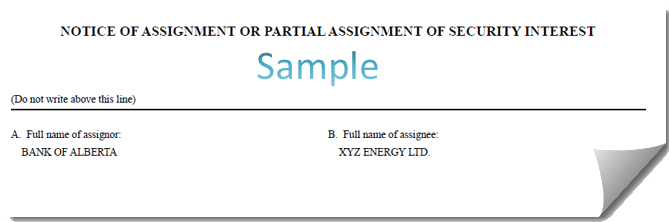 NOTICE OF ASSIGNMENT OR PARTIAL ASSIGNMENT OF SECURITY INTEREST
Sample
(Do not write above this line)
A. Full name of assignor:
BANK OF ALBERTA
B. Full name of assignee:
XYZ ENERGY LTD.